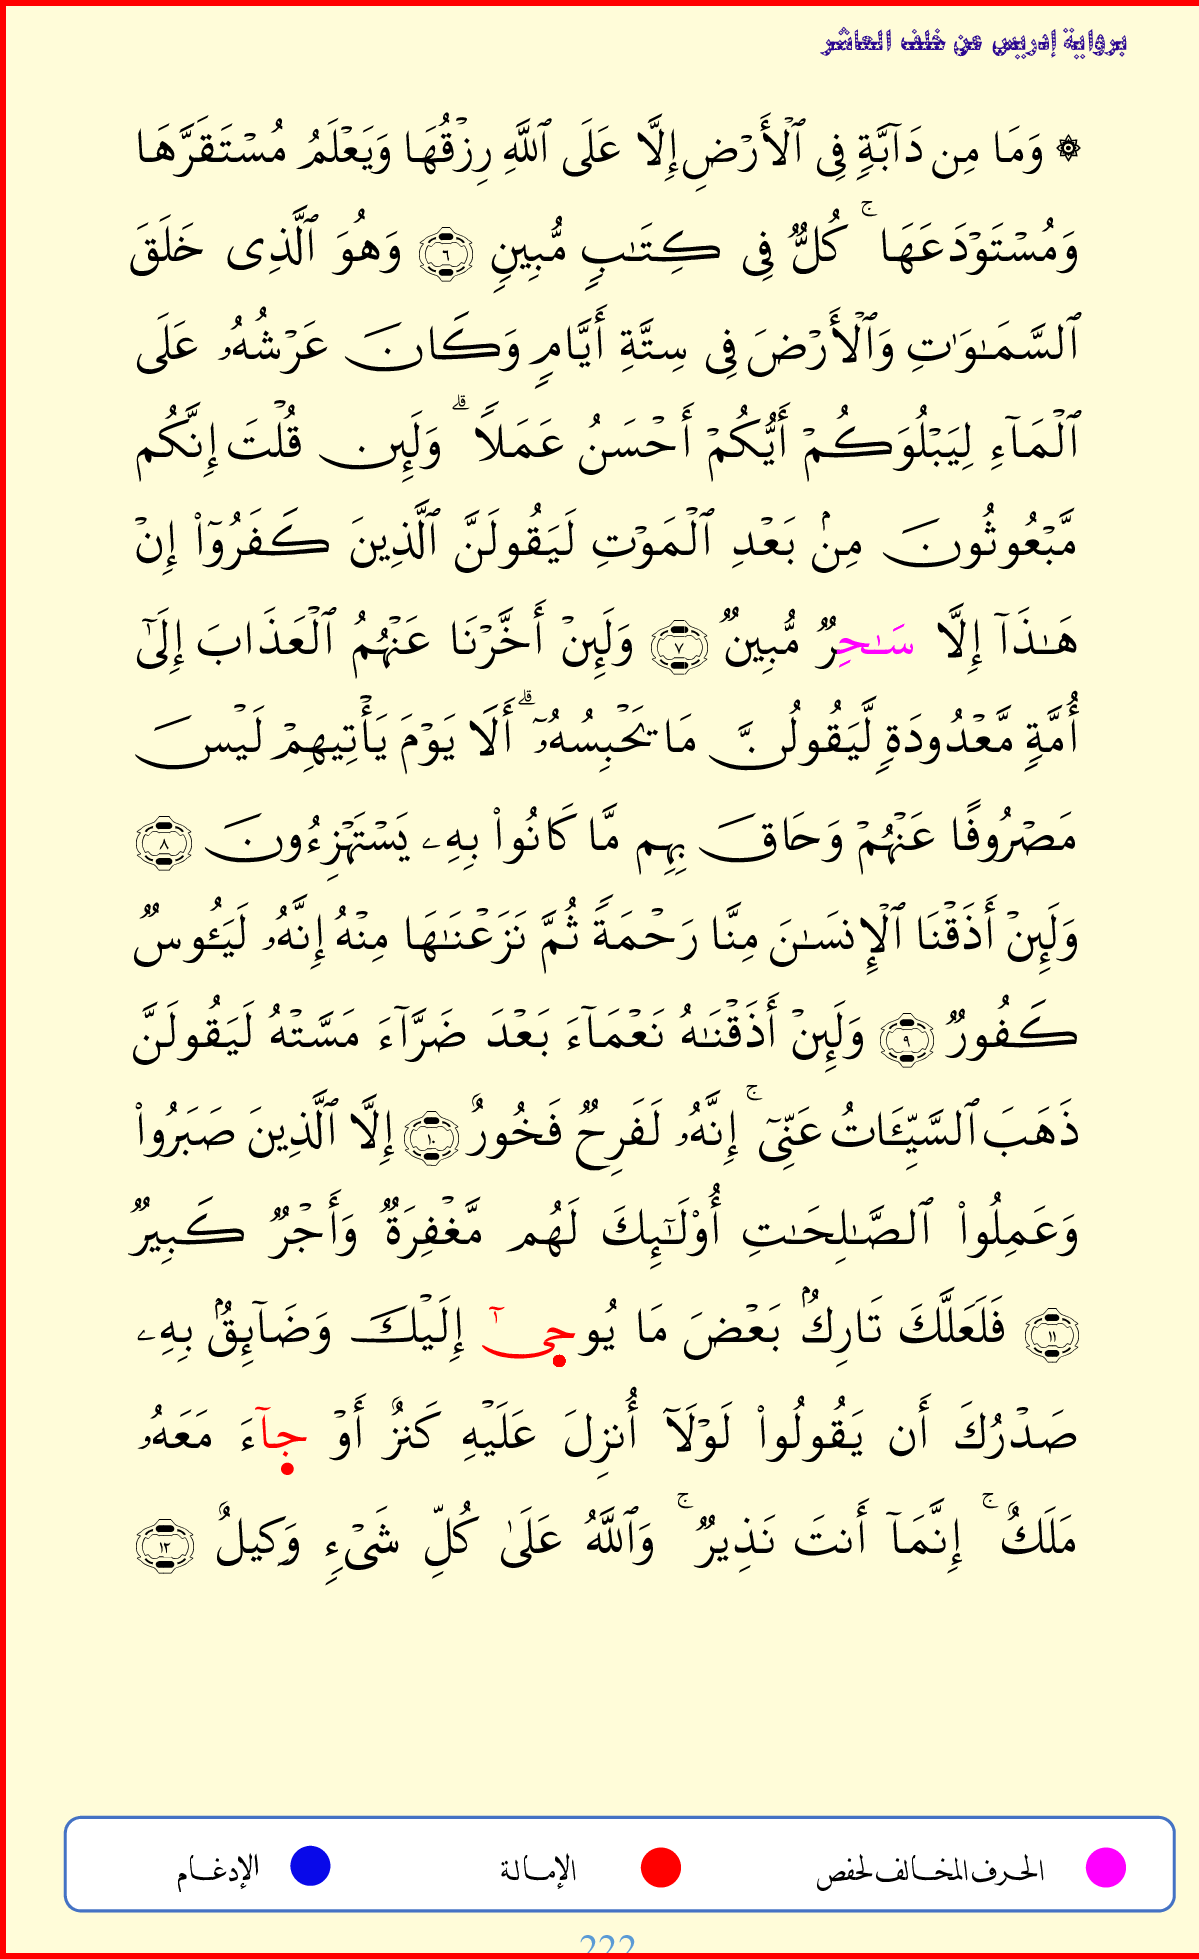 برواية إدريس عن خلف العاشر
۞ وَمَا مِن دَآبَّةٖ فِي ٱلۡأَرۡضِ إِلَّا عَلَى ٱللَّهِ رِزۡقُهَا وَيَعۡلَمُ مُسۡتَقَرَّهَا
وَمُسۡتَوۡدَعَهَاۚ كُلّٞ فِي كِتَٰبٖ مُّبِينٖ ٦ وَهُوَ ٱلَّذِي خَلَقَ
ٱلسَّمَٰوَٰتِ وَٱلۡأَرۡضَ فِي سِتَّةِ أَيَّامٖ وَكَانَ عَرۡشُهُۥ عَلَى
ٱلۡمَآءِ لِيَبۡلُوَكُمۡ أَيُّكُمۡ أَحۡسَنُ عَمَلٗاۗ وَلَئِن قُلۡتَ إِنَّكُم
مَّبۡعُوثُونَ مِنۢ بَعۡدِ ٱلۡمَوۡتِ لَيَقُولَنَّ ٱلَّذِينَ كَفَرُوٓاْ إِنۡ
هَٰذَآ إِلَّا سَٰحِرٞ مُّبِينٞ ٧ وَلَئِنۡ أَخَّرۡنَا عَنۡهُمُ ٱلۡعَذَابَ إِلَىٰٓ
أُمَّةٖ مَّعۡدُودَةٖ لَّيَقُولُنَّ مَا يَحۡبِسُهُۥٓۗ أَلَا يَوۡمَ يَأۡتِيهِمۡ لَيۡسَ
مَصۡرُوفًا عَنۡهُمۡ وَحَاقَ بِهِم مَّا كَانُواْ بِهِۦ يَسۡتَهۡزِءُونَ ٨
وَلَئِنۡ أَذَقۡنَا ٱلۡإِنسَٰنَ مِنَّا رَحۡمَةٗ ثُمَّ نَزَعۡنَٰهَا مِنۡهُ إِنَّهُۥ لَيَـُٔوسٞ
كَفُورٞ ٩ وَلَئِنۡ أَذَقۡنَٰهُ نَعۡمَآءَ بَعۡدَ ضَرَّآءَ مَسَّتۡهُ لَيَقُولَنَّ
ذَهَبَ ٱلسَّيِّـَٔاتُ عَنِّيٓۚ إِنَّهُۥ لَفَرِحٞ فَخُورٌ ١٠ إِلَّا ٱلَّذِينَ صَبَرُواْ
وَعَمِلُواْ ٱلصَّٰلِحَٰتِ أُوْلَٰٓئِكَ لَهُم مَّغۡفِرَةٞ وَأَجۡرٞ كَبِيرٞ
١١ فَلَعَلَّكَ تَارِكُۢ بَعۡضَ مَا يُوحَىٰٓ إِلَيۡكَ وَضَآئِقُۢ بِهِۦ
صَدۡرُكَ أَن يَقُولُواْ لَوۡلَآ أُنزِلَ عَلَيۡهِ كَنزٌ أَوۡ جَآءَ مَعَهُۥ
مَلَكٌۚ إِنَّمَآ أَنتَ نَذِيرٞۚ وَٱللَّهُ عَلَىٰ كُلِّ شَيۡءٖ وَكِيلٌ ١٢
الحرف المخالف لحفص الإمالة الإدغام
222